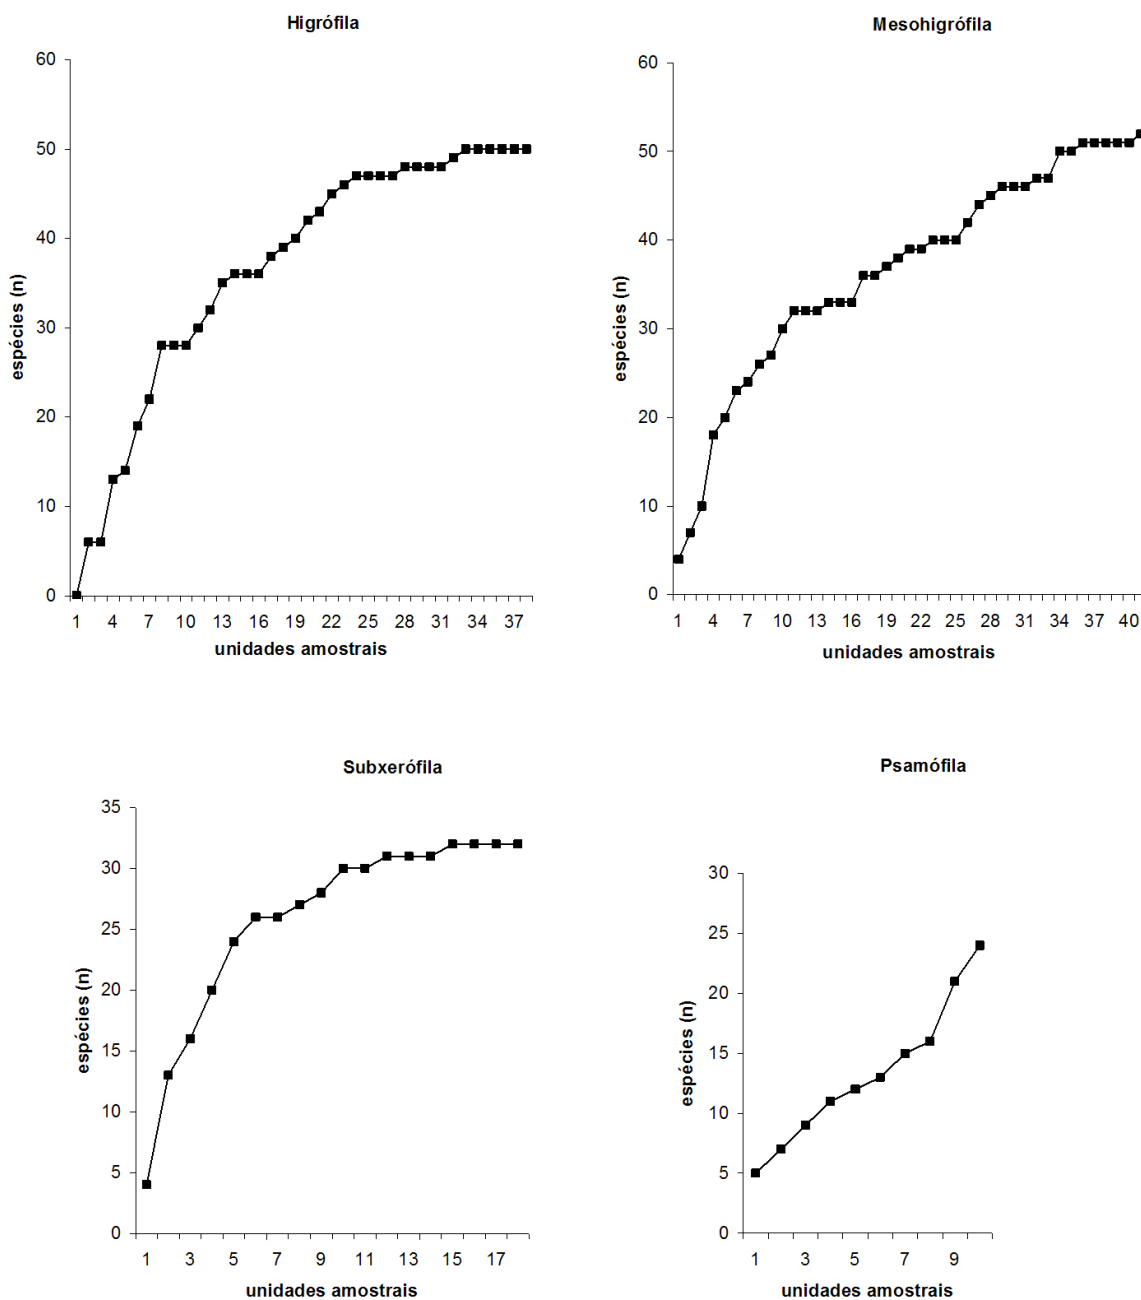 Higrófila
60
50
40
30
20
10
0
espécies (n)
1 4 7 10 13 16 19 22 25 28 31 34 37
unidades amostrais
Mesohigrófila
60
50
40
30
20
10
0
espécies (n)
1 4 7 10 13 16 19 22 25 28 31 34 37 40
unidades amostrais
Subxerófila
35
30
25
20
15
10
5
0
espécies (n)
1 3 5 7 9 11 13 15 17
unidades amostrais
Psamófila
30
25
20
15
10
5
0
espécies (n)
1 3 5 7 9
unidades amostrais